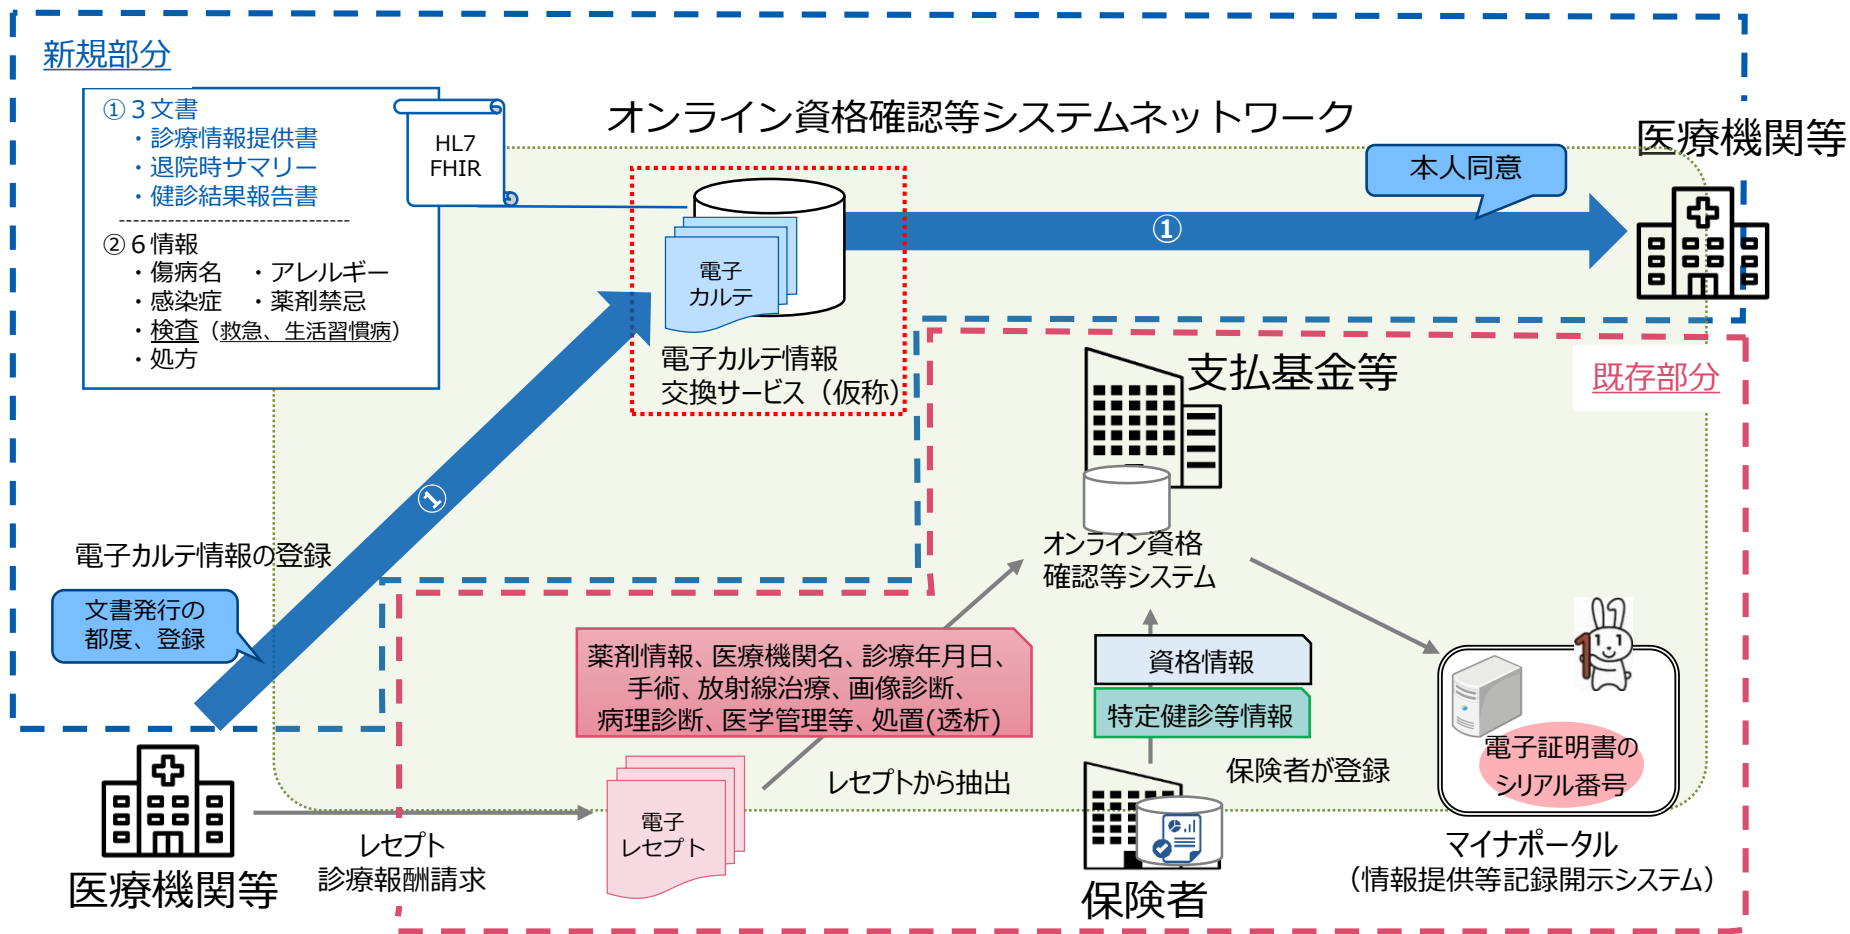 新規部分
①３文書
・診療情報提供書
・退院時サマリー
・健診結果報告書
②６情報
・傷病名　・アレルギー
・感染症　・薬剤禁忌
・検査（救急、生活習慣病）
・処方
HL7
FHIR
オンライン資格確認等システムネットワーク
医療機関等
本人同意
①
電子
カルテ
電子カルテ情報
交換サービス（仮称）
支払基金等
既存部分
①
電子カルテ情報の登録
文書発行の
都度、登録
オンライン資格
確認等システム
薬剤情報、医療機関名、診療年月日、
手術、放射線治療、画像診断、
病理診断、医学管理等、処置(透析)
資格情報
特定健診等情報
1
電子証明書の
シリアル番号
レセプトから抽出
保険者が登録
電子
レセプト
レセプト
診療報酬請求
医療機関等
保険者
マイナポータル
（情報提供等記録開示システム）